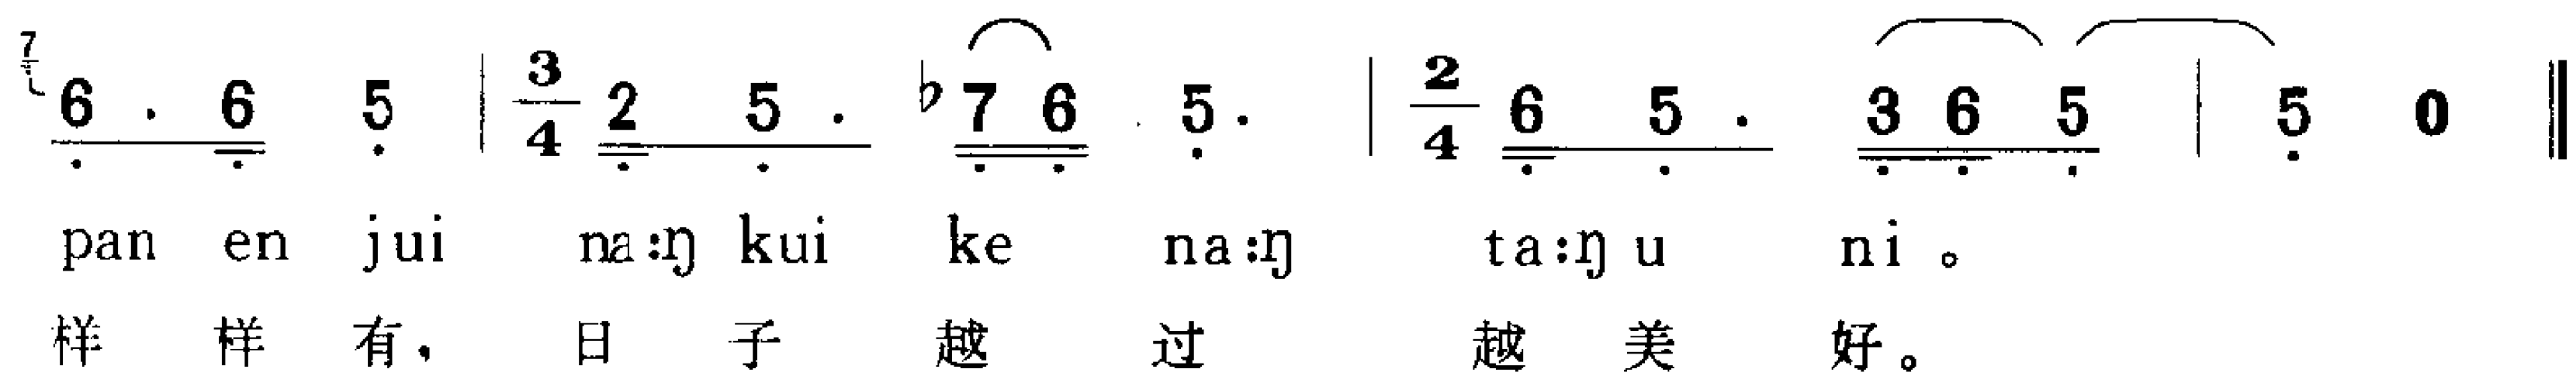 7
6 . 6 5 | 3/4 2 5 . ♭7 6 5 . | 2/4 6 5 . 3 6 5 | 5 0 ‖
pan en jui na:ŋ kui ke na:ŋ ta:ŋ u ni 。
样 样 有, 日 子 越 过 越 美 好。